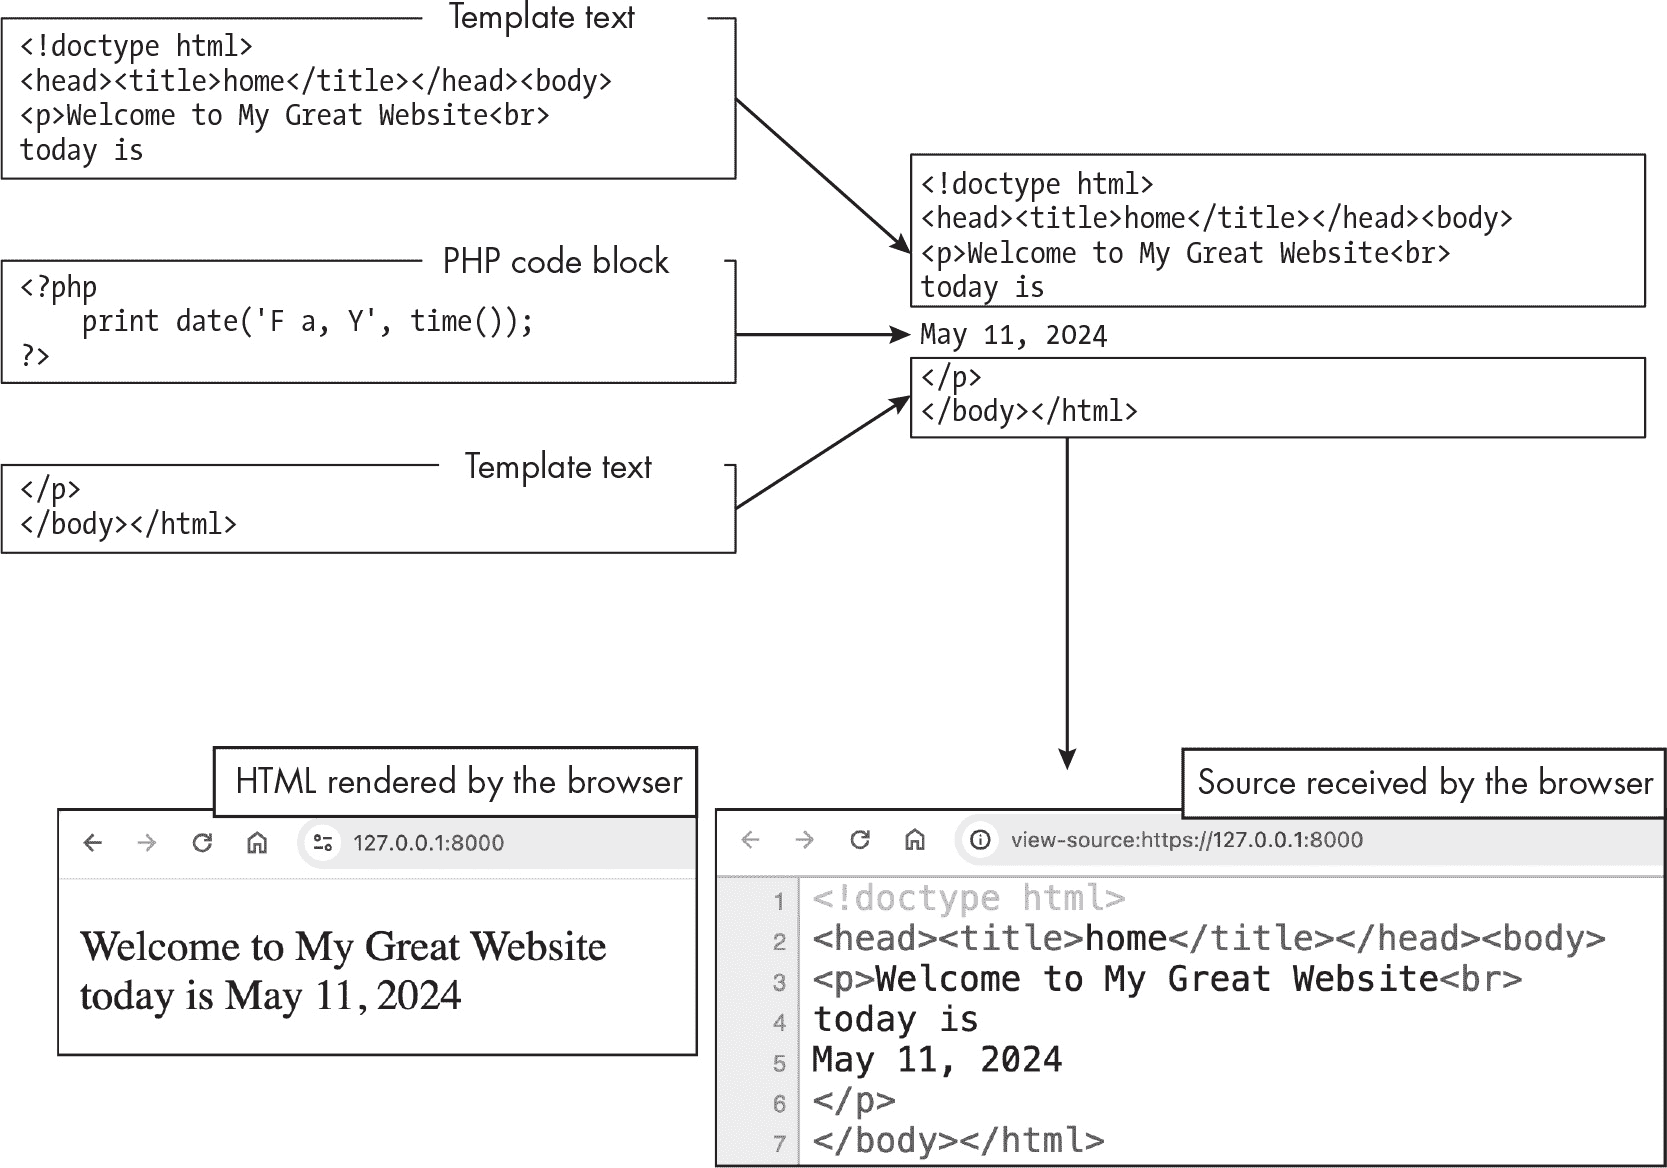 Template text
<!doctype html>
<head><title>home</title></head><body>
<p>Welcome to My Great Website<br>
today is
PHP code block
<?php
    print date('F a, Y', time());
?>
Template text
</p>
</body></html>
<!doctype html>
<head><title>home</title></head><body>
<p>Welcome to My Great Website<br>
today is
May 11, 2024
</p>
</body></html>
HTML rendered by the browser
127.0.0.1:8000
Welcome to My Great Website
today is May 11, 2024
Source received by the browser
view-source:https://127.0.0.1:8000
1 <!doctype html>
2 <head><title>home</title></head><body>
3 <p>Welcome to My Great Website<br>
4 today is
5 May 11, 2024
6 </p>
7 </body></html>